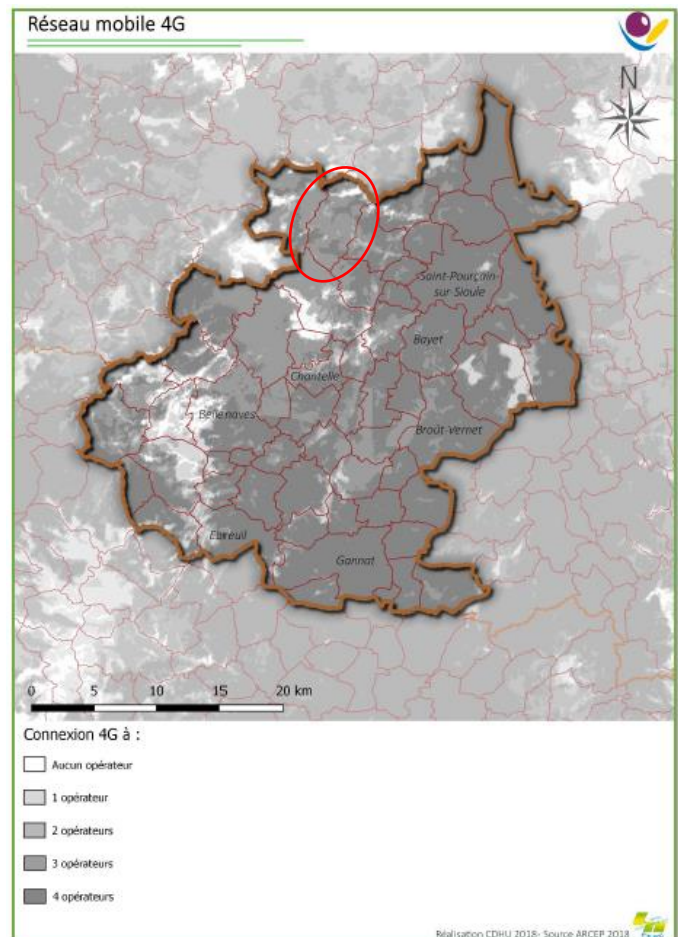 Réseau mobile 4G
N
Saint-Pourçain-
sur-Sioule
Bayet
Chantelle
Bellenaves
Broût-Vernet
Ebreuil
Gannat
0 5 10 15 20 km
Connexion 4G à :
Aucun opérateur
1 opérateur
2 opérateurs
3 opérateurs
4 opérateurs
Réalisation CDHU 2018- Source ARCEP 2018